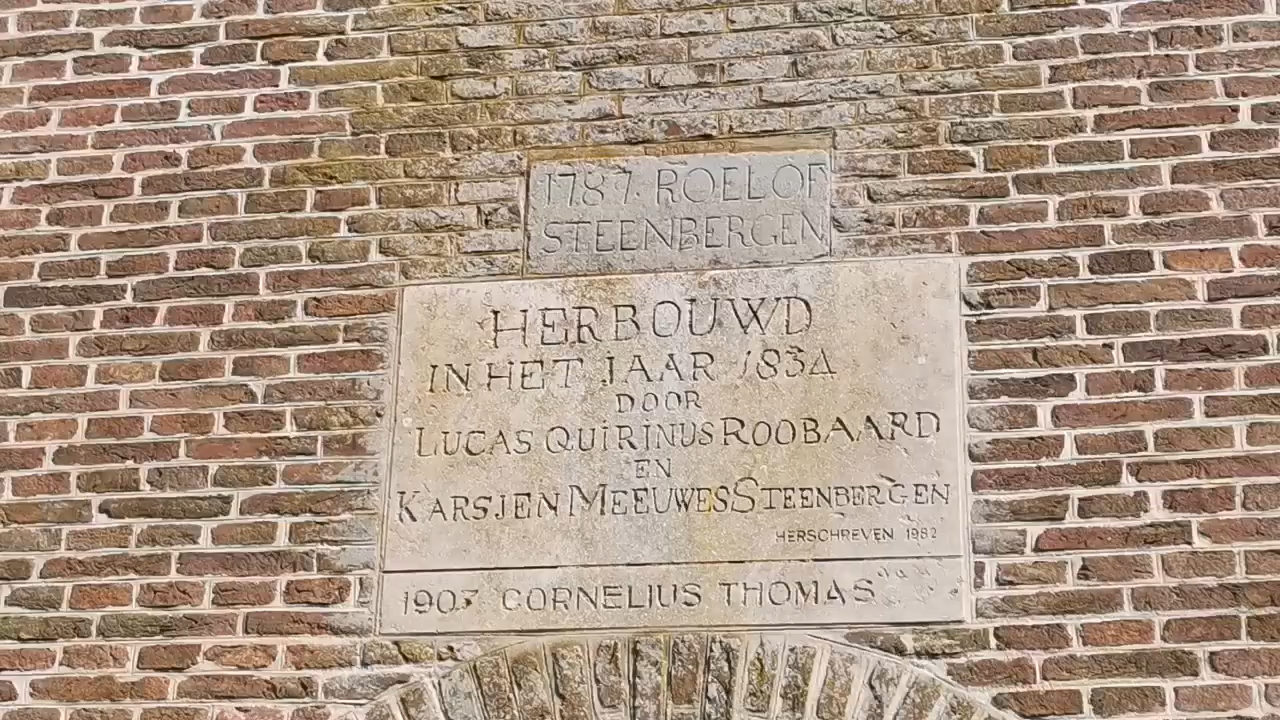 1787 ROELOF
STEENBERGEN
HERBOUWD
IN HET JAAR 1834
DOOR
LUCAS QUIRINUS ROOBAARD
EN
KARSJEN MEEUWES STEENBERGEN
HERSCHREVEN 1982
1907 CORNELIUS THOMAS